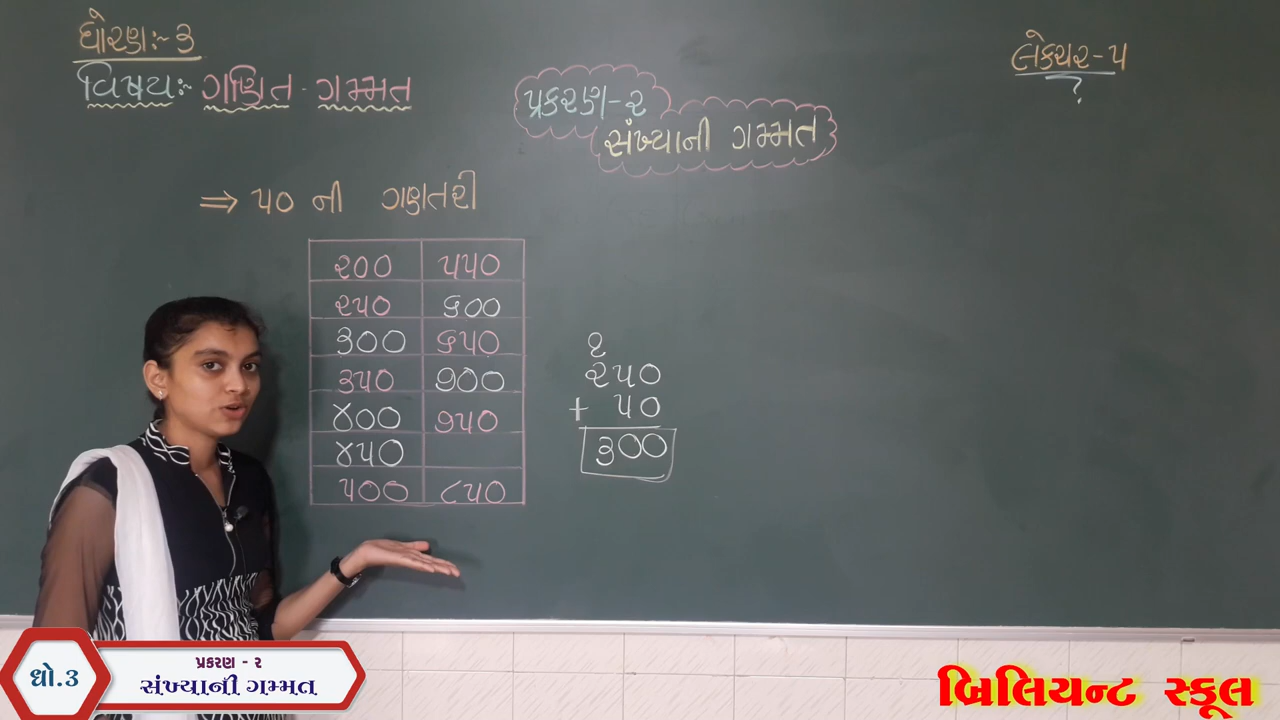 ધોરણ:- ૩
વિષય:- ગણિત - ગમ્મત
લેક્ચર-૫
?
પ્રકરણ-૨
સંખ્યાની ગમ્મત
⇒ ૫૦ ની ગણતરી
૨૦૦ ૫૫૦
૨૫૦ ૬૦૦
૩૦૦ ૬૫૦
૩૫૦ ૭૦૦
૪૦૦ ૭૫૦
૪૫૦
૫૦૦ ૮૫૦
૧
૨૫૦
+ ૫૦
૩૦૦
ધો.3
પ્રકરણ - ૨
સંખ્યાની ગમ્મત
બ્રિલિયન્ટ સ્કૂલ